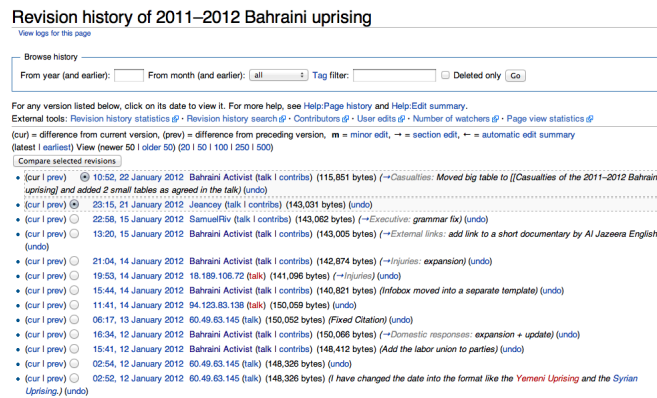 Revision history of 2011–2012 Bahraini uprising
View logs for this page
Browse history
From year (and earlier): From month (and earlier): all Tag filter: Deleted only Go
For any version listed below, click on its date to view it. For more help, see Help:Page history and Help:Edit summary.
External tools: Revision history statistics · Revision history search · Contributors · User edits · Number of watchers · Page view statistics
(cur) = difference from current version, (prev) = difference from preceding version, m = minor edit, → = section edit, ← = automatic edit summary
(latest | earliest) View (newer 50 | older 50) (20 | 50 | 100 | 250 | 500)
Compare selected revisions
(cur | prev) 10:52, 22 January 2012 Bahraini Activist (talk | contribs) (115,851 bytes) (→Casualties: Moved big table to [[Casualties of the 2011–2012 Bahrain
uprising] and added 2 small tables as agreed in the talk) (undo)
(cur | prev) 23:15, 21 January 2012 Jeancey (talk | contribs) (143,031 bytes) (undo)
(cur | prev) 22:58, 15 January 2012 SamuelRiv (talk | contribs) (143,062 bytes) (→Executive: grammar fix) (undo)
(cur | prev) 13:20, 15 January 2012 Bahraini Activist (talk | contribs) (143,005 bytes) (→External links: add link to a short documentary by Al Jazeera English
(undo)
(cur | prev) 21:04, 14 January 2012 Bahraini Activist (talk | contribs) (142,874 bytes) (→Injuries: expansion) (undo)
(cur | prev) 19:53, 14 January 2012 18.189.106.72 (talk) (141,096 bytes) (→Injuries) (undo)
(cur | prev) 15:44, 14 January 2012 Bahraini Activist (talk | contribs) (140,821 bytes) (Infobox moved into a separate template) (undo)
(cur | prev) 11:41, 14 January 2012 94.123.83.138 (talk) (150,059 bytes) (undo)
(cur | prev) 06:17, 13 January 2012 60.49.63.145 (talk) (150,052 bytes) (Fixed Citation) (undo)
(cur | prev) 16:34, 12 January 2012 Bahraini Activist (talk | contribs) (150,066 bytes) (→Domestic responses: expansion + update) (undo)
(cur | prev) 15:41, 12 January 2012 Bahraini Activist (talk | contribs) (148,412 bytes) (Add the labor union to parties) (undo)
(cur | prev) 02:54, 12 January 2012 60.49.63.145 (talk) (148,326 bytes) (undo)
(cur | prev) 02:52, 12 January 2012 60.49.63.145 (talk) (148,326 bytes) (I have changed the date into the format like the Yemeni Uprising and the Syrian
Uprising.) (undo)